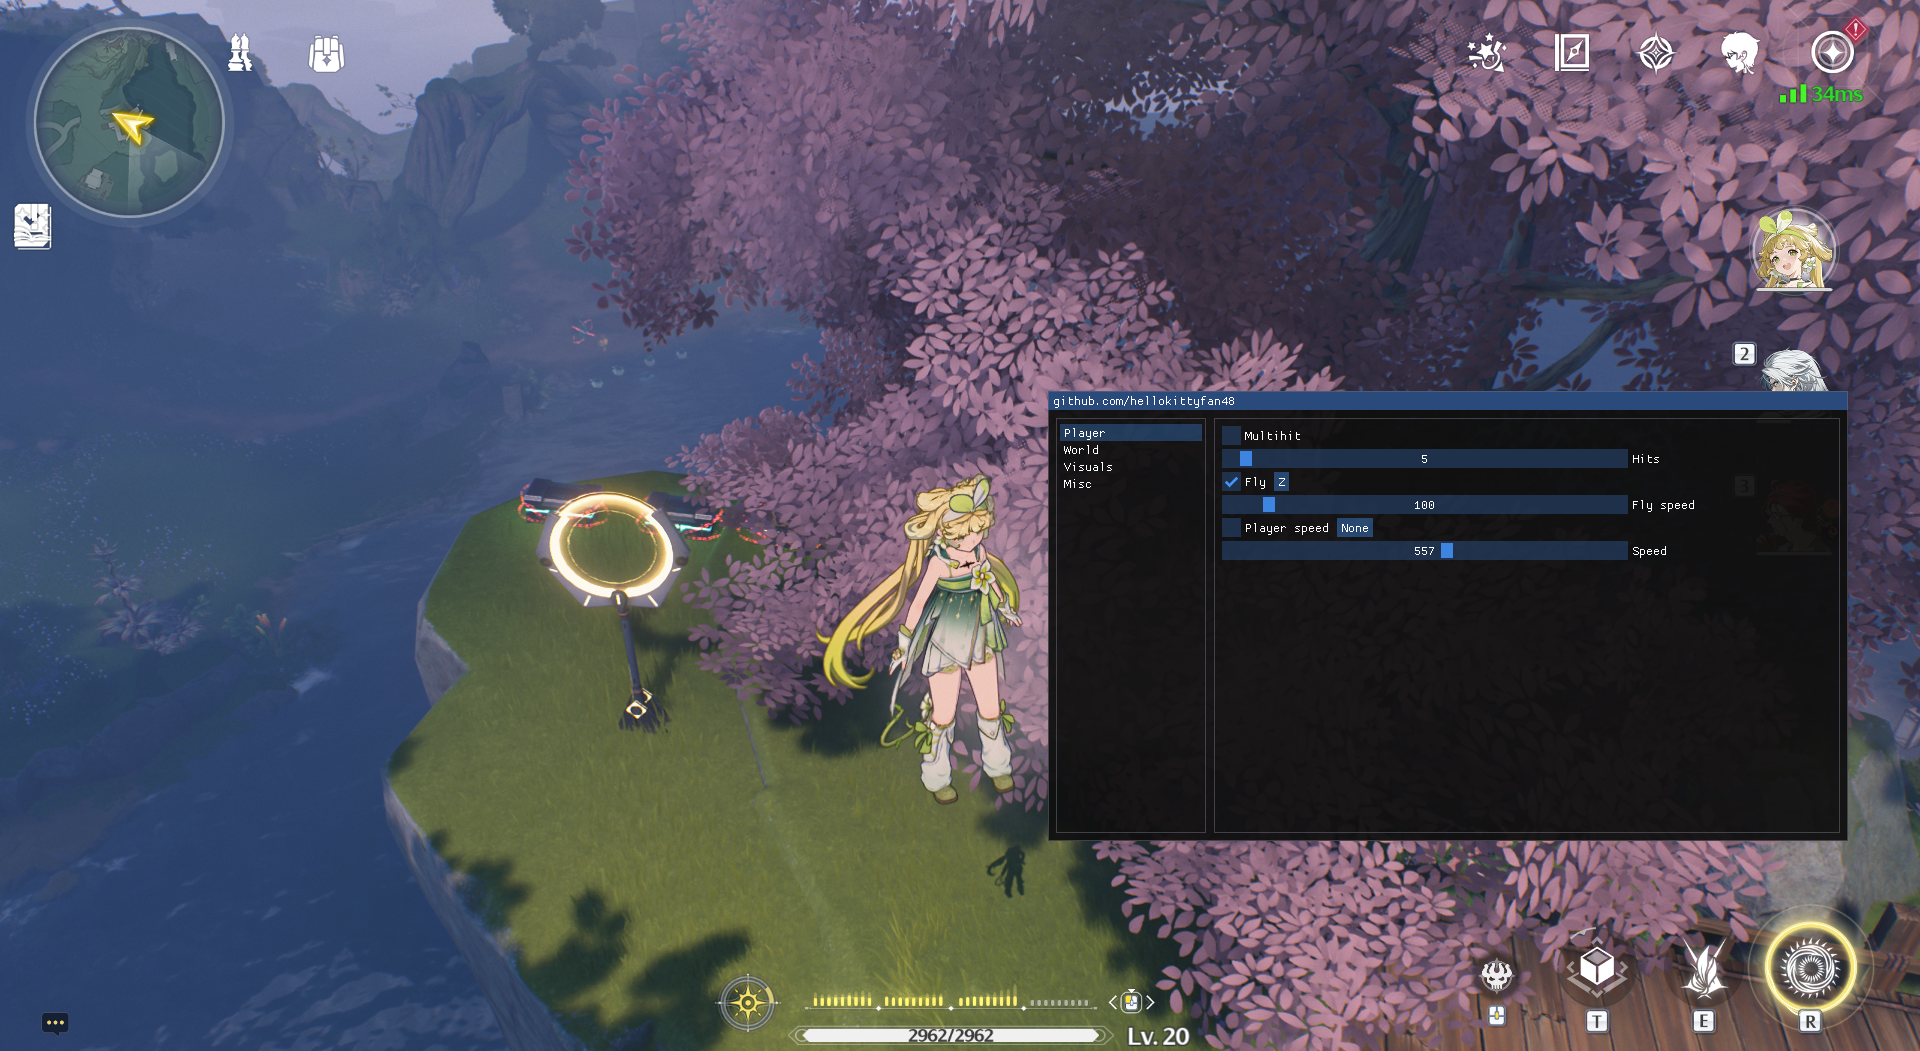 34ms
2
github.com/hellokittyfan48
Player
World
Visuals
Misc
Multihit
5 Hits
Fly Z
100 Fly speed
Player speed None
557 Speed
3
2962/2962
Lv. 20
T
E
R